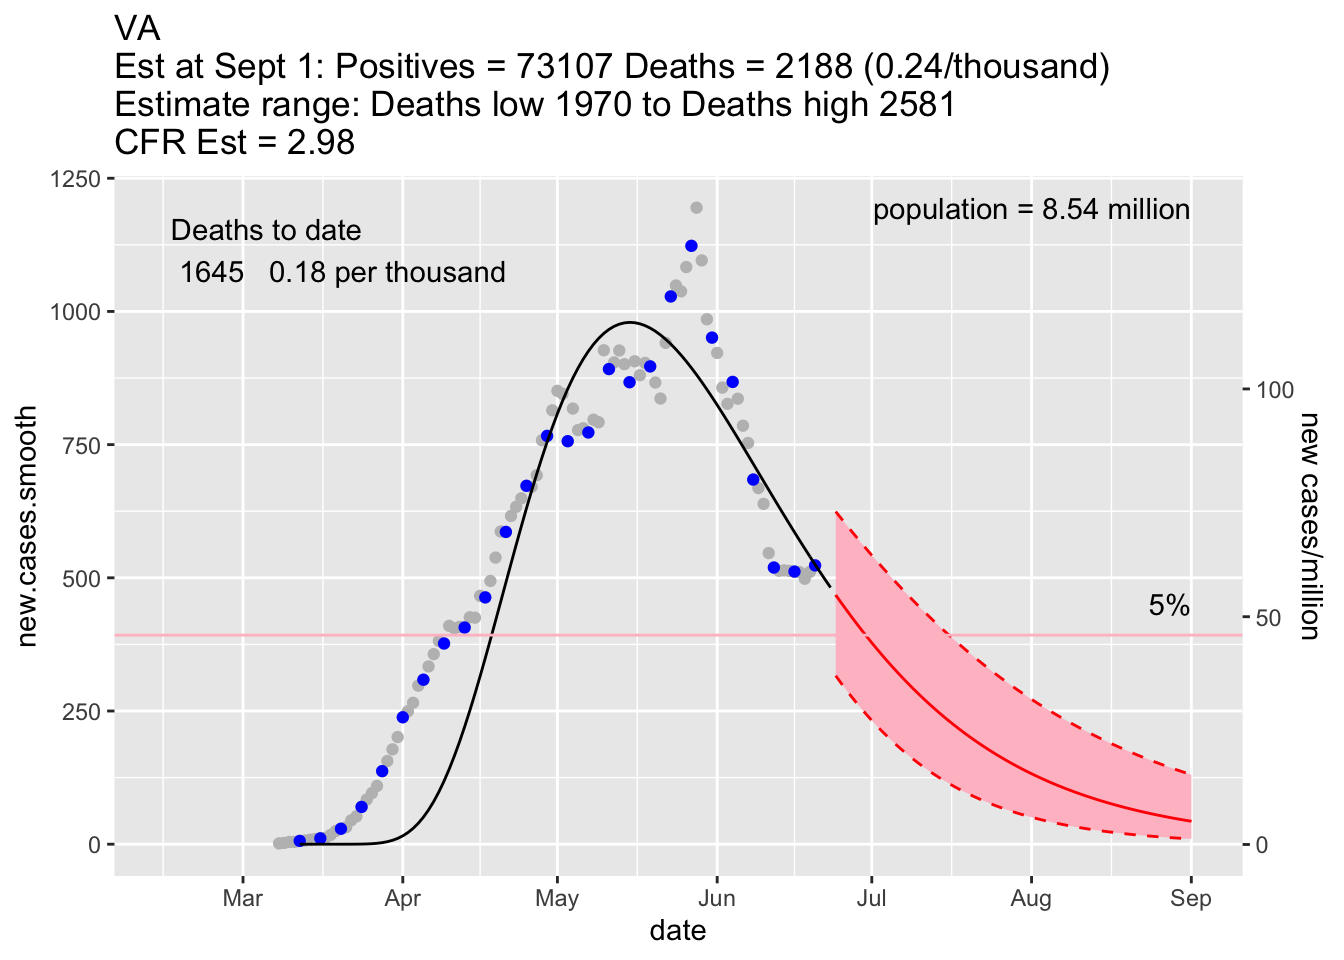 VA
Est at Sept 1: Positives = 73107 Deaths = 2188 (0.24/thousand)
Estimate range: Deaths low 1970 to Deaths high 2581
CFR Est = 2.98
1250
1000
750
500
250
0
new.cases.smooth
Deaths to date
1645 0.18 per thousand
population = 8.54 million
5%
100
50
0
new cases/million
Mar Apr May Jun Jul Aug Sep
date